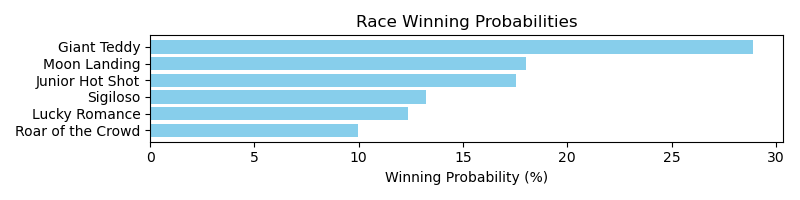 Race Winning Probabilities
Giant Teddy
Moon Landing
Junior Hot Shot
Sigiloso
Lucky Romance
Roar of the Crowd
0 5 10 15 20 25 30
Winning Probability (%)